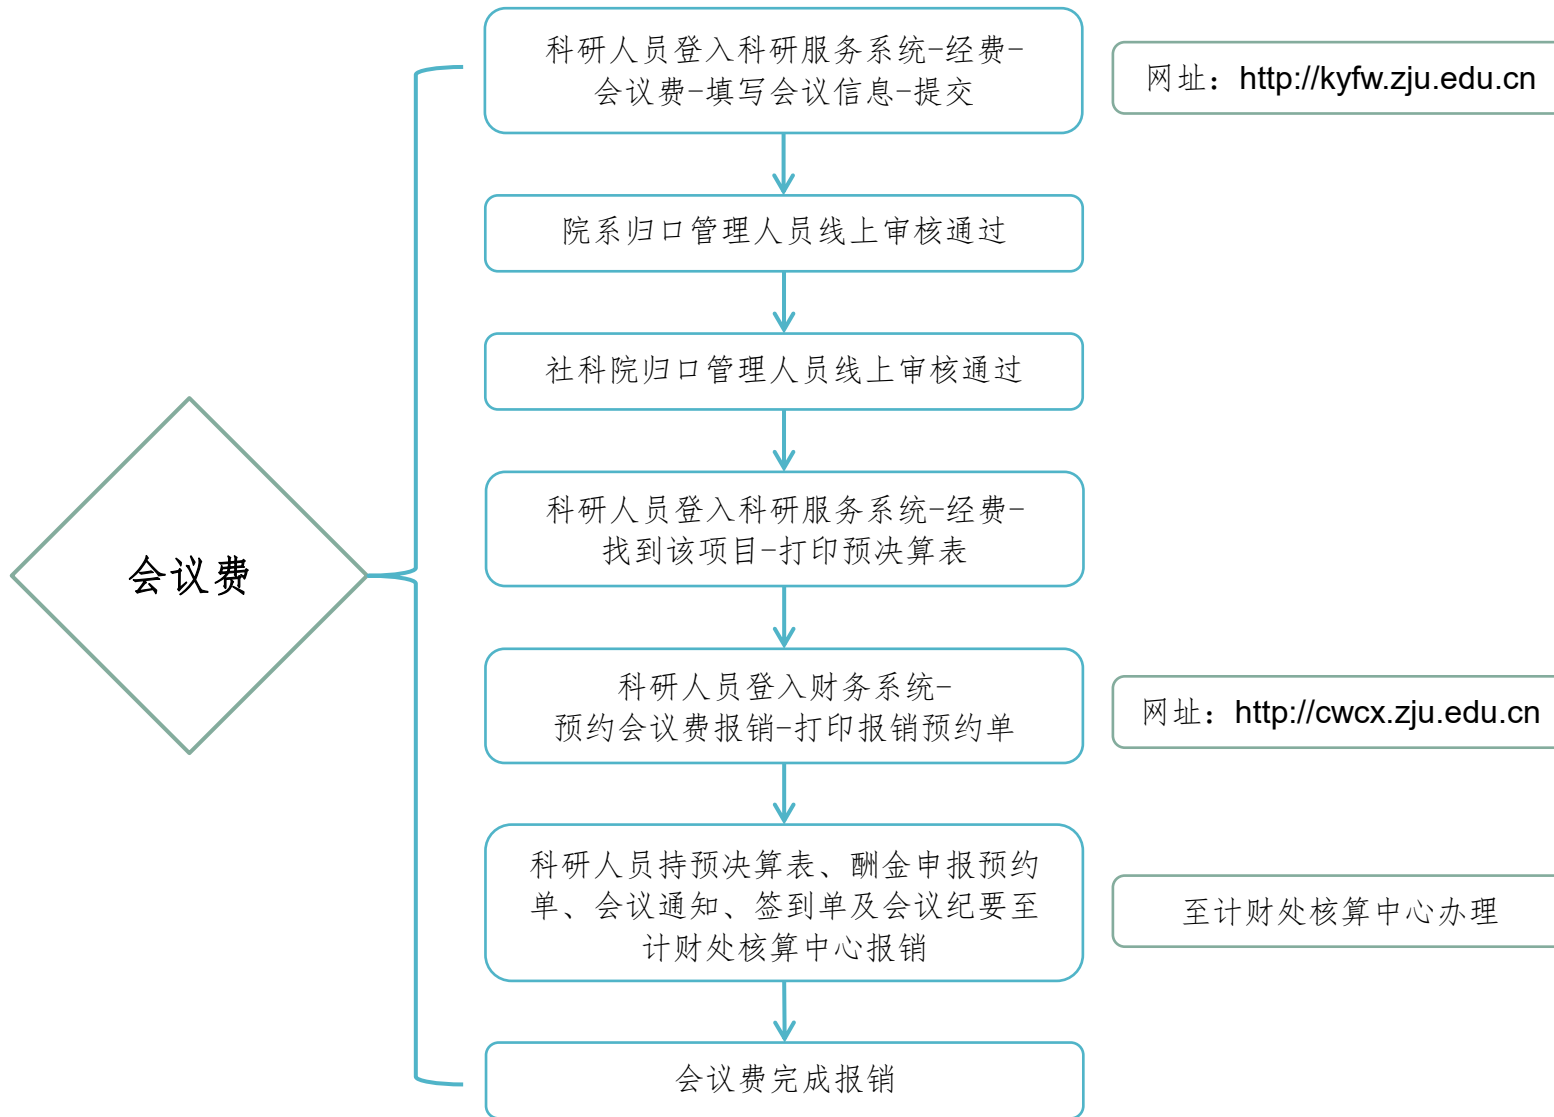 科研人员登入科研服务系统-经费-
会议费-填写会议信息-提交
网址：http://kyfw.zju.edu.cn
院系归口管理人员线上审核通过
社科院归口管理人员线上审核通过
科研人员登入科研服务系统-经费-
找到该项目-打印预决算表
会议费
科研人员登入财务系统-
预约会议费报销-打印报销预约单
网址：http://cwcx.zju.edu.cn
科研人员持预决算表、酬金申报预约
单、会议通知、签到单及会议纪要至
计财处核算中心报销
至计财处核算中心办理
会议费完成报销